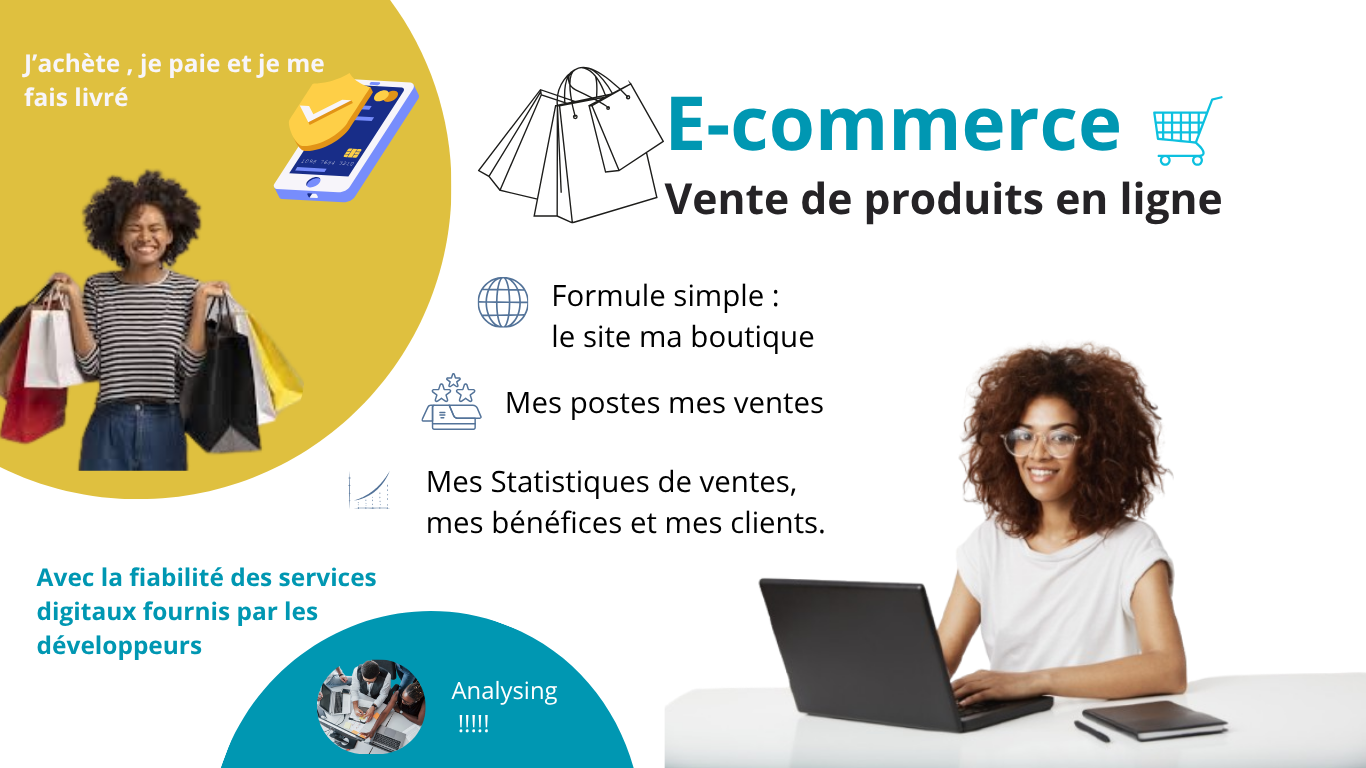 J’achète , je paie et je me
fais livré
E-commerce
Vente de produits en ligne
Formule simple :
le site ma boutique
Mes postes mes ventes
Mes Statistiques de ventes,
mes bénéfices et mes clients.
Avec la fiabilité des services
digitaux fournis par les
développeurs
Analysing
!!!!!